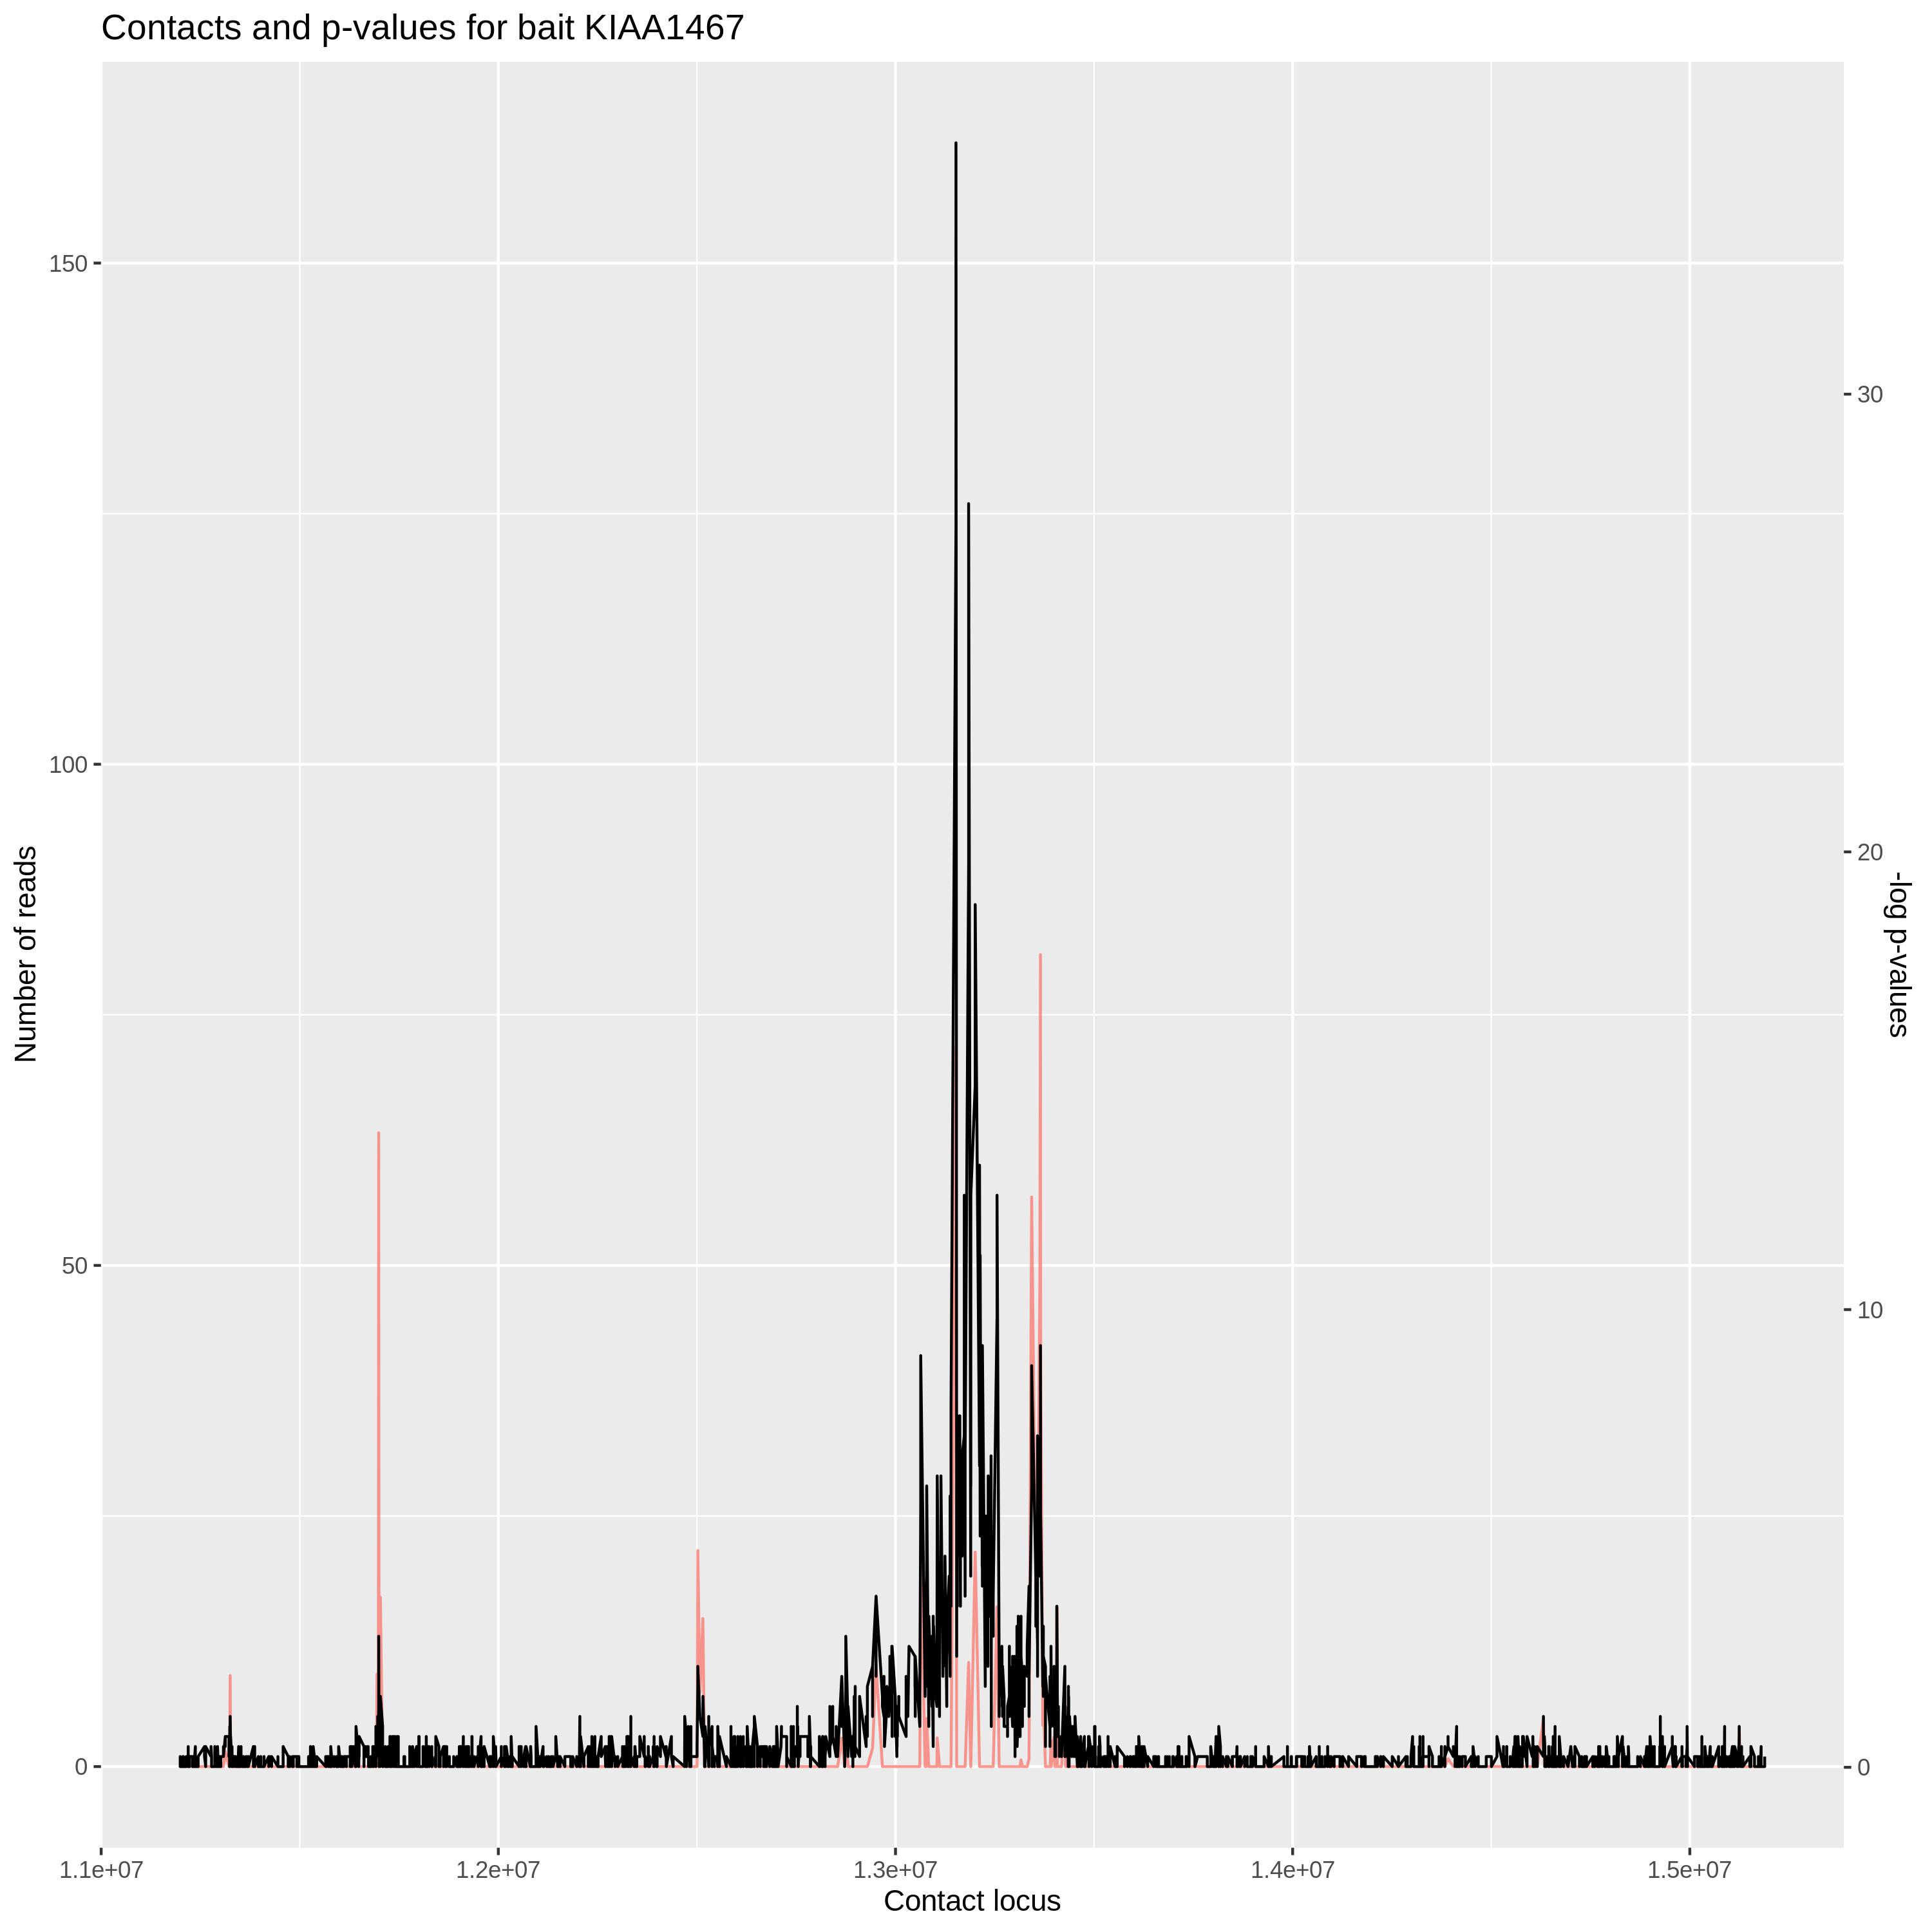 Contacts and p-values for bait KIAA1467
150
100
50
0
Number of reads
30
20
10
0
-log p-values
1.1e+07 1.2e+07 1.3e+07 1.4e+07 1.5e+07
Contact locus